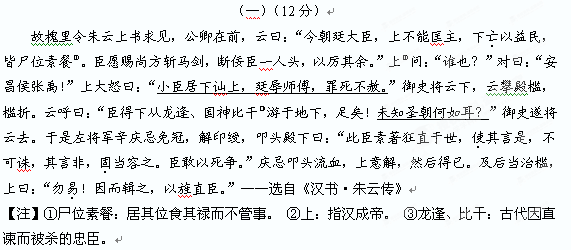 （一）(12分)
故槐里令朱云上书求见，公卿在前，云曰：“今朝廷大臣，上不能匡主，下亡以益民，
皆尸位素餐①。臣愿赐尚方斩马剑，断佞臣一人头，以厉其余。”上②问：“谁也？”对曰：“安
昌侯张禹！”上大怒曰：“小臣居下讪上，廷辱师傅，罪死不赦。”御史将云下，云攀殿槛，
槛折。云呼曰：“臣得下从龙逢、因神比干③游于地下，足矣！未知圣朝何如耳？”御史遂将
云去。于是左将军辛庆忌免冠，解印绶，叩头殿下曰：“此臣素著狂直于世，使其言是，不
可诛，其言非，固当容之。臣敢以死争。”庆忌叩头流血，上意解，然后得已。及后当治槛，
上曰：“勿易！因而辑之，以旌直臣。”——选自《汉书·朱云传》
【注】①尸位素餐：居其位食其禄而不管事。 ②上：指汉成帝。 ③龙逢、比干：古代因直
谏而被杀的忠臣。